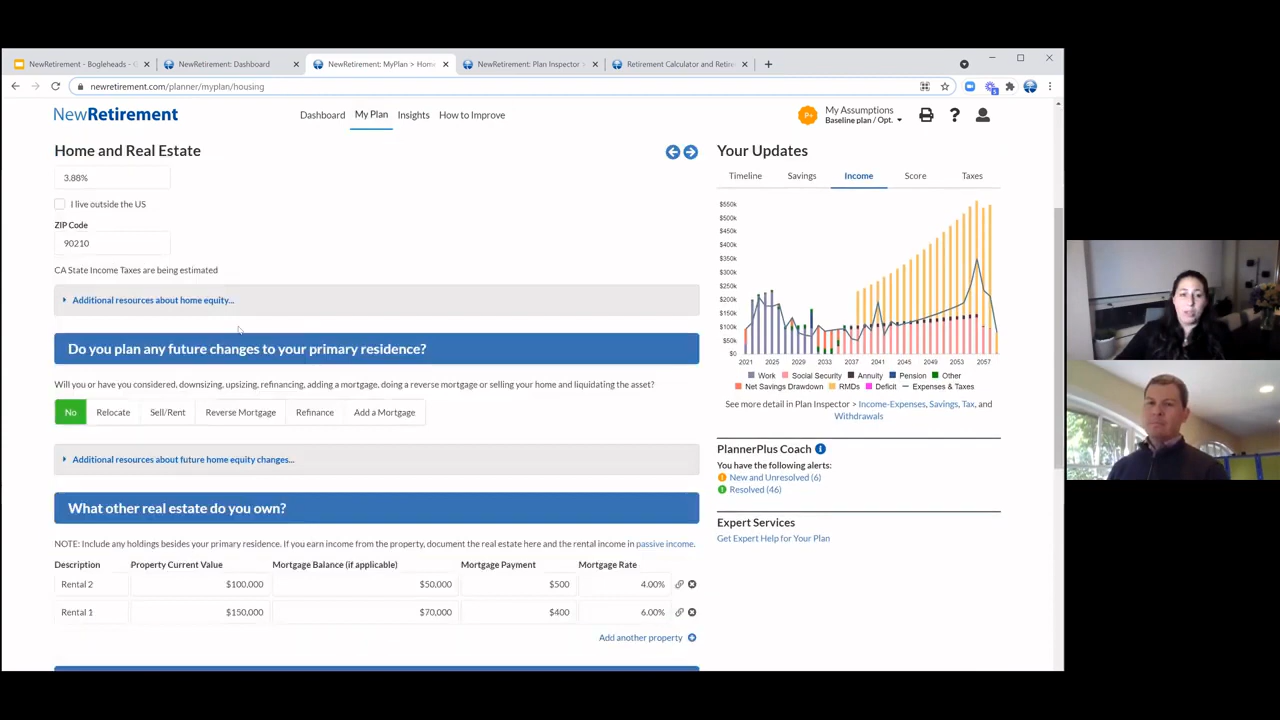 NewRetirement - Bogleheads -
NewRetirement: Dashboard
NewRetirement: MyPlan > Home
NewRetirement: Plan Inspector >
Retirement Calculator and Retire
newretirement.com/planner/myplan/housing
NewRetirement
Dashboard
My Plan
Insights
How to Improve
P+
My Assumptions
Baseline plan / Opt.
Home and Real Estate
3.88%
I live outside the US
ZIP Code
90210
CA State Income Taxes are being estimated
Additional resources about home equity...
Do you plan any future changes to your primary residence?
Will you or have you considered, downsizing, upsizing, refinancing, adding a mortgage, doing a reverse mortgage or selling your home and liquidating the asset?
No Relocate Sell/Rent Reverse Mortgage Refinance Add a Mortgage
Additional resources about future home equity changes...
What other real estate do you own?
NOTE: Include any holdings besides your primary residence. If you earn income from the property, document the real estate here and the rental income in passive income.
Description Property Current Value Mortgage Balance (if applicable) Mortgage Payment Mortgage Rate
Rental 2 $100,000 $50,000 $500 4.00%
Rental 1 $150,000 $70,000 $400 6.00%
Add another property
Your Updates
Timeline Savings Income Score Taxes
$550k
$500k
$450k
$400k
$350k
$300k
$250k
$200k
$150k
$100k
$50k
$0
2021 2025 2029 2033 2037 2041 2045 2049 2053 2057
Work Social Security Annuity Pension Other
Net Savings Drawdown RMDs Deficit Expenses & Taxes
See more detail in Plan Inspector > Income-Expenses, Savings, Tax, and
Withdrawals
PlannerPlus Coach
You have the following alerts:
New and Unresolved (6)
Resolved (46)
Expert Services
Get Expert Help for Your Plan